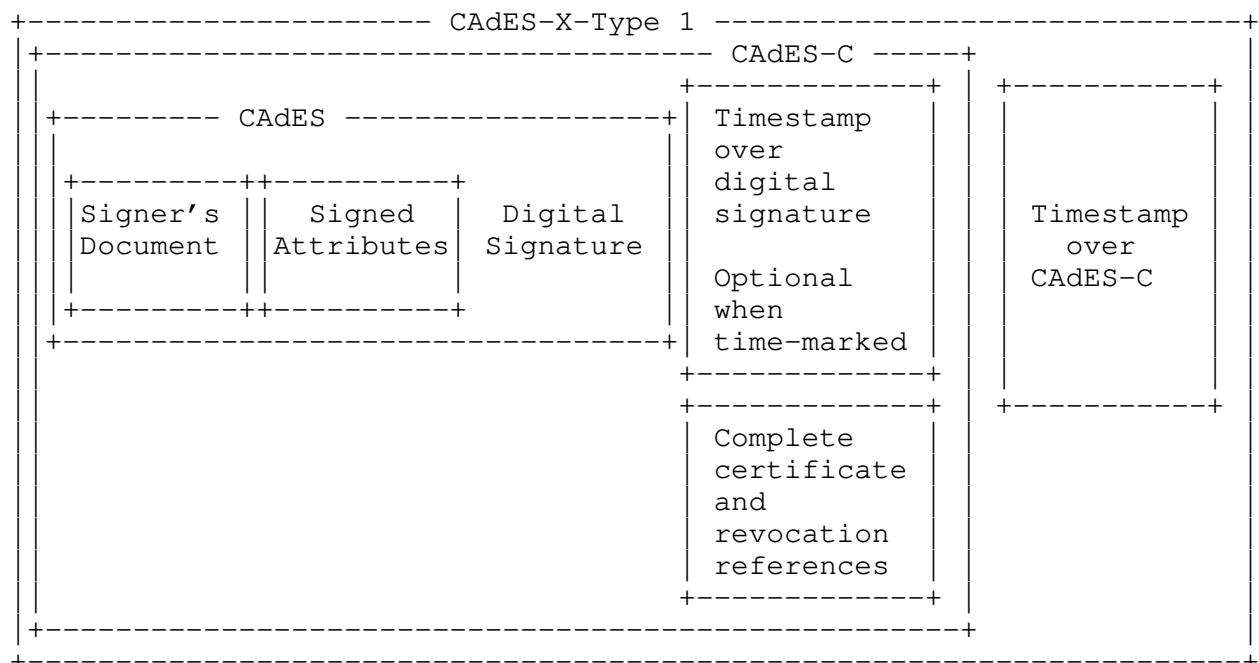 CAdES-X-Type 1
CAdES-C
CAdES
Timestamp
over
digital
signature
Optional
when
time-marked
Signer's
Document
Signed
Attributes
Digital
Signature
Timestamp
over
CAdES-C
Complete
certificate
and
revocation
references